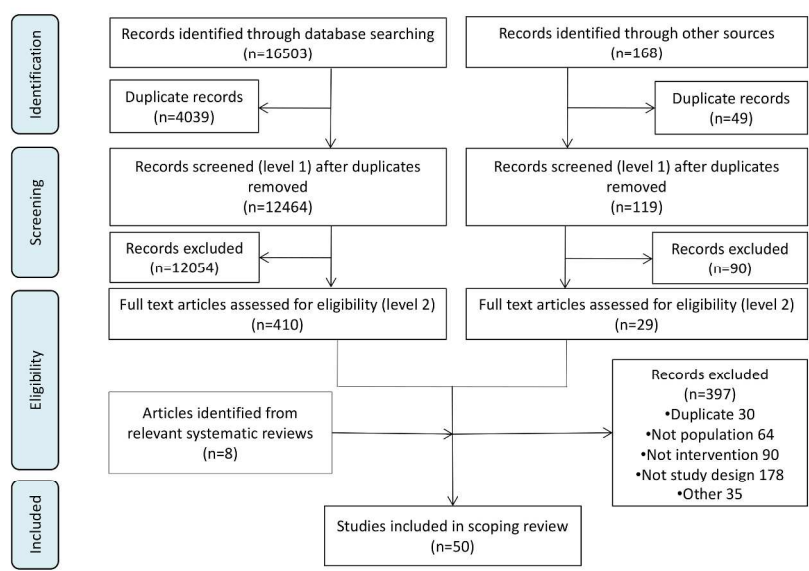 Identification
Records identified through database searching
(n=16503)
Records identified through other sources
(n=168)
Duplicate records
(n=4039)
Duplicate records
(n=49)
Screening
Records screened (level 1) after duplicates
removed
(n=12464)
Records screened (level 1) after duplicates
removed
(n=119)
Records excluded
(n=12054)
Records excluded
(n=90)
Eligibility
Full text articles assessed for eligibility (level 2)
(n=410)
Full text articles assessed for eligibility (level 2)
(n=29)
Articles identified from
relevant systematic reviews
(n=8)
Records excluded
(n=397)
•Duplicate 30
•Not population 64
•Not intervention 90
•Not study design 178
•Other 35
Included
Studies included in scoping review
(n=50)